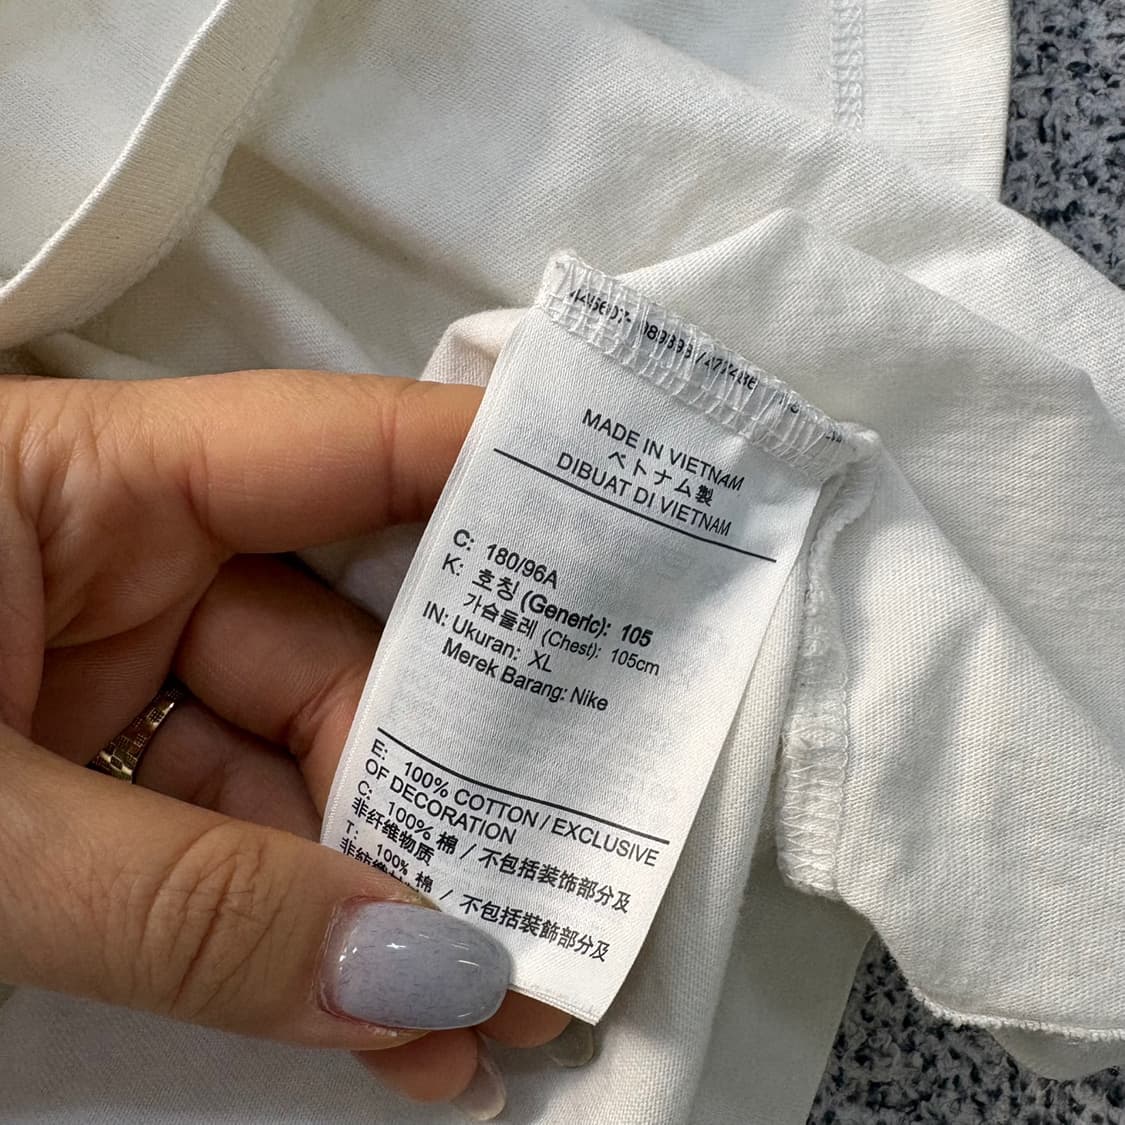 MADE IN VIETNAM
ベトナム製
DIBUAT DI VIETNAM
C: 180/96A
K: 호칭 (Generic): 105
가슴둘레 (Chest): 105cm
IN: Ukuran: XL
Merek Barang: Nike
E: 100% COTTON / EXCLUSIVE
OF DECORATION
C: 100% 棉 / 不包括装饰部分及
非纤维物质
T: 100% 棉 / 不包括裝飾部分及